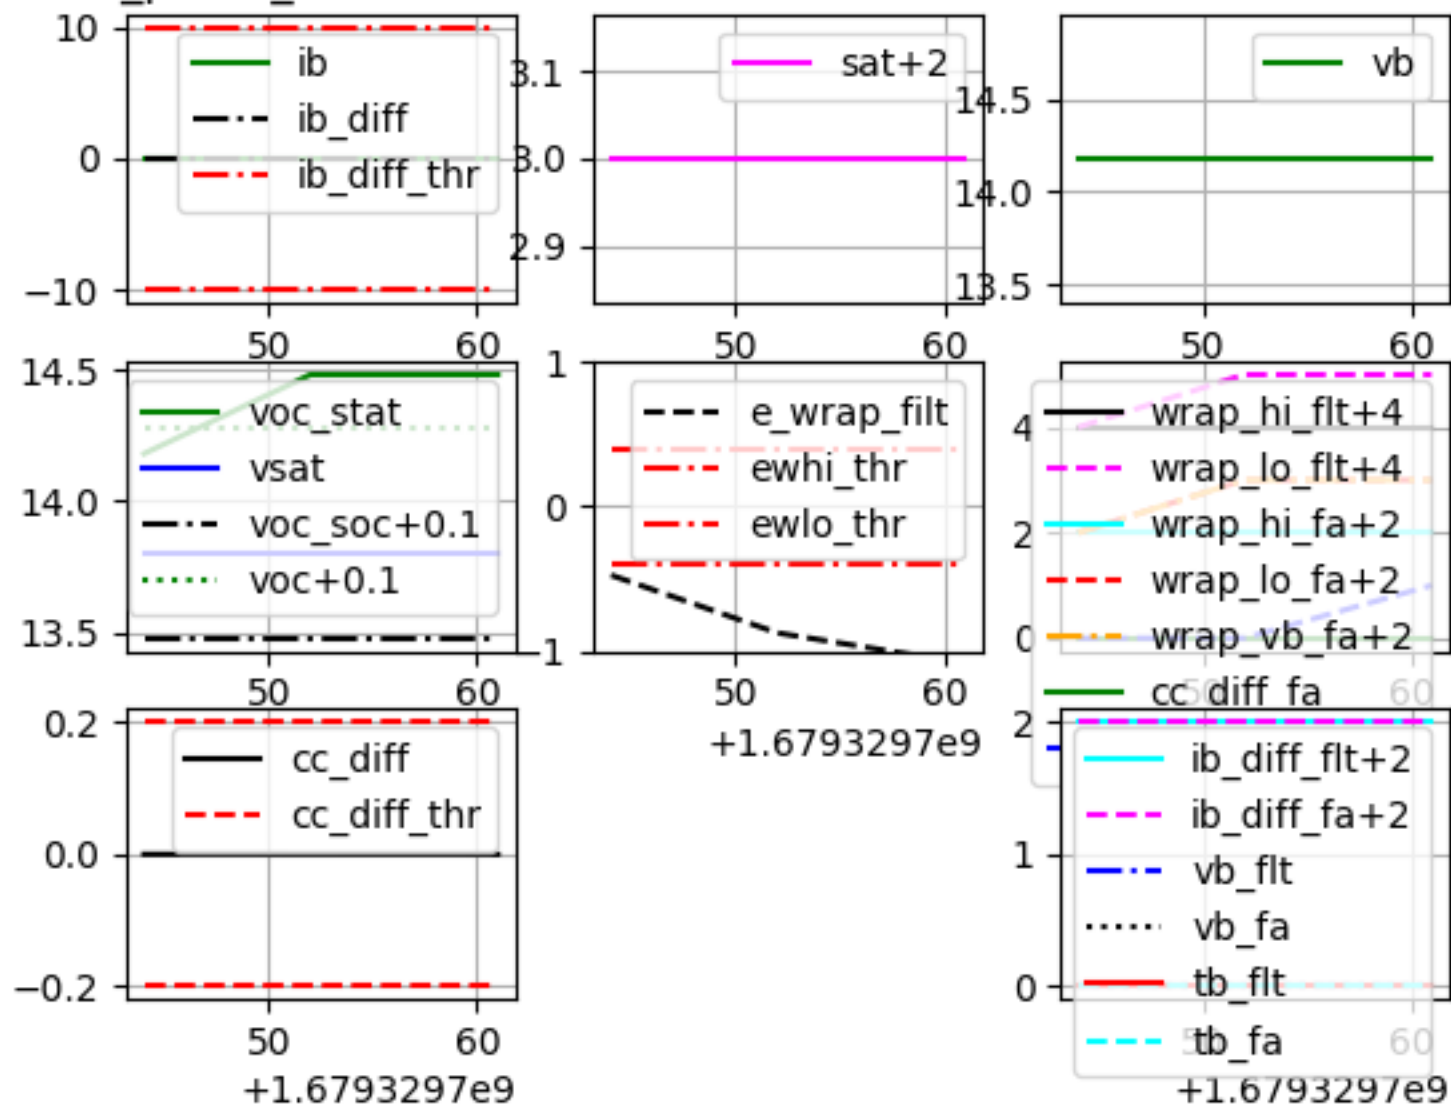 10
0
−10
ib
ib_diff
ib_diff_thr
50
60
3.1
3.0
2.9
sat+2
50
60
14.5
14.0
13.5
vb
50
60
14.5
14.0
13.5
voc_stat
vsat
voc_soc+0.1
voc+0.1
50
60
1
0
−1
e_wrap_filt
ewhi_thr
ewlo_thr
50
60
+1.6793297e9
4
2
0
wrap_hi_flt+4
wrap_lo_flt+4
wrap_hi_fa+2
wrap_lo_fa+2
wrap_vb_fa+2
cc_diff_fa
50
60
0.2
0.0
−0.2
cc_diff
cc_diff_thr
50
60
+1.6793297e9
2
1
0
ib_diff_flt+2
ib_diff_fa+2
vb_flt
vb_fa
tb_flt
tb_fa
50
60
+1.6793297e9